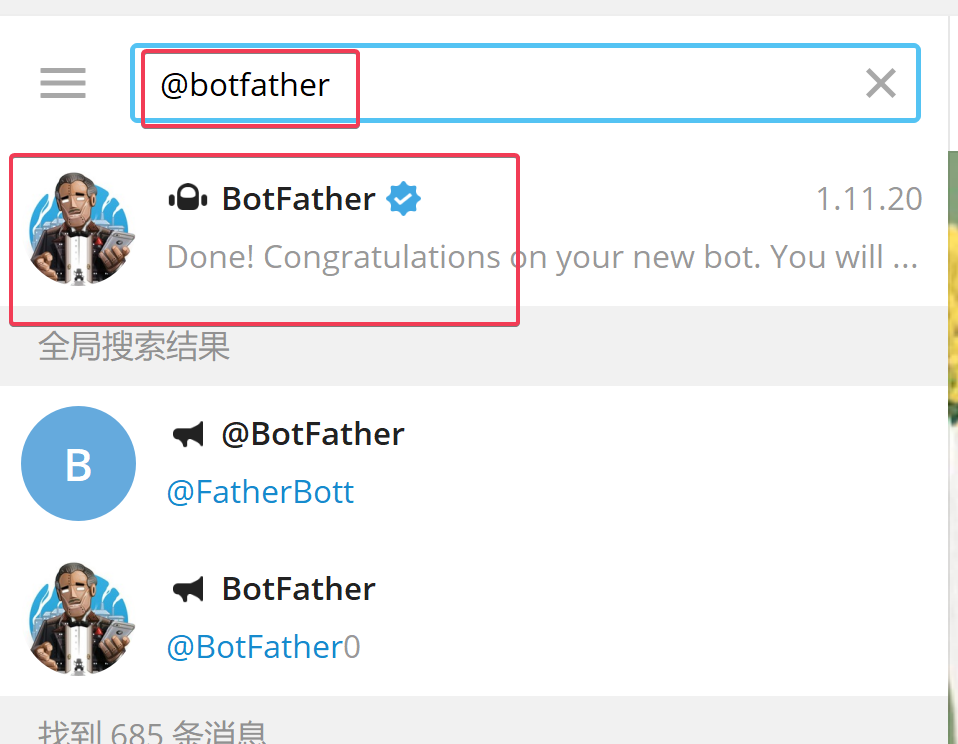 @botfather
BotFather
1.11.20
Done! Congratulations on your new bot. You will ...
全局搜索结果
B
@BotFather
@FatherBott
BotFather
@BotFather0
找到 685 条消息